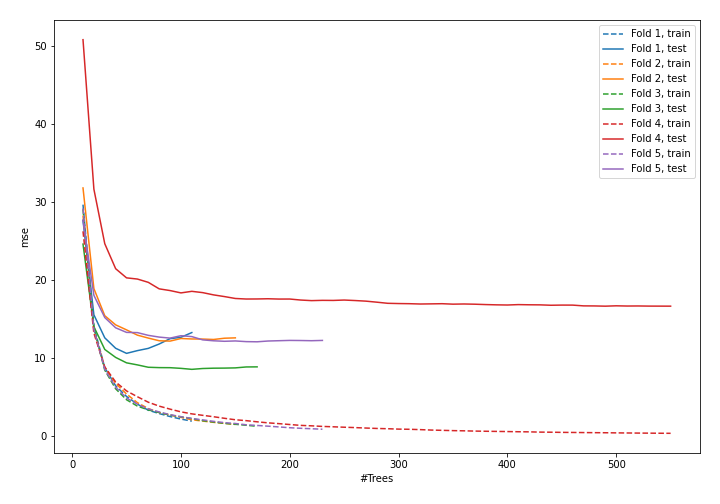 50
40
30
20
10
0
mse
0
100
200
300
400
500
#Trees
Fold 1, train
Fold 1, test
Fold 2, train
Fold 2, test
Fold 3, train
Fold 3, test
Fold 4, train
Fold 4, test
Fold 5, train
Fold 5, test